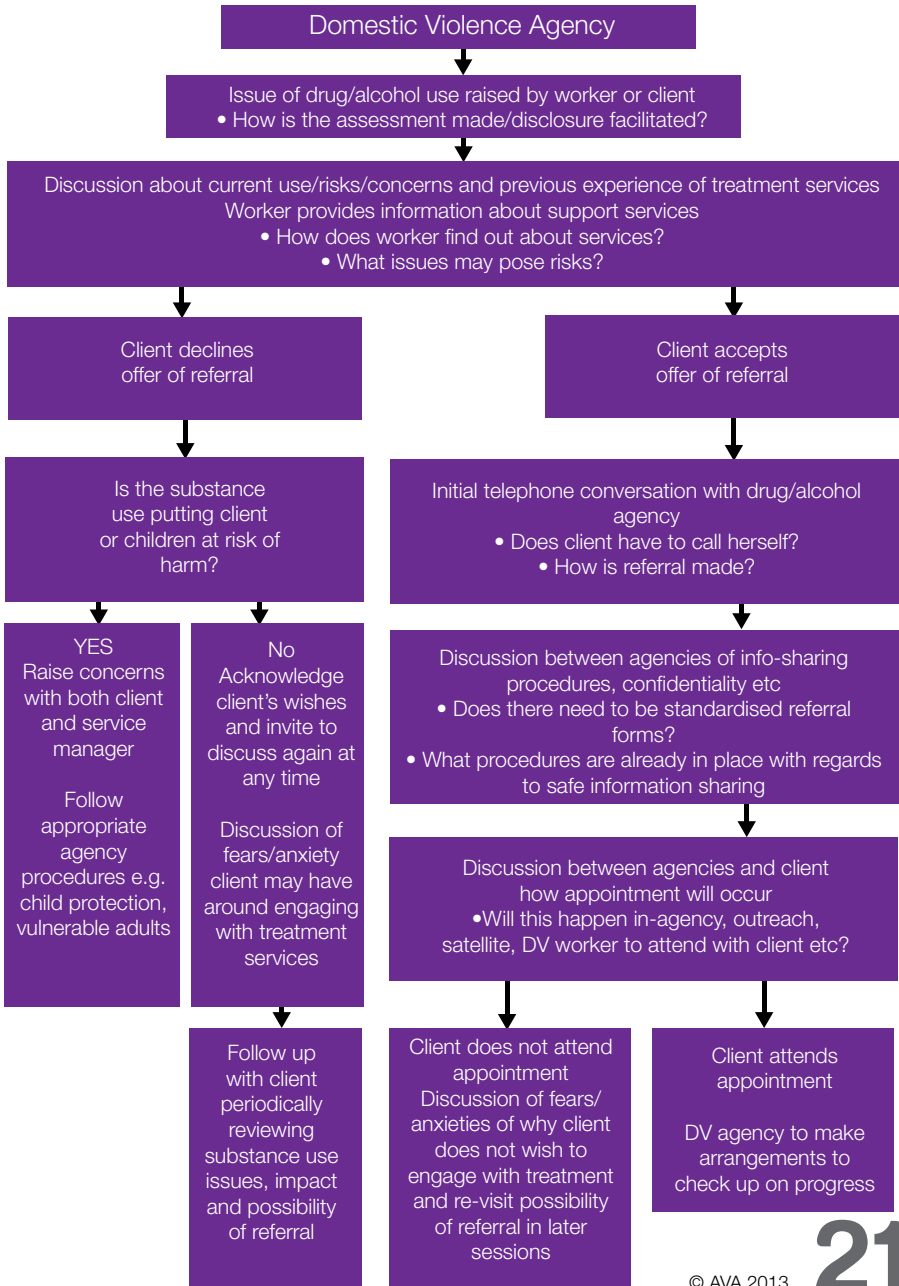 Domestic Violence Agency
Issue of drug/alcohol use raised by worker or client
• How is the assessment made/disclosure facilitated?
Discussion about current use/risks/concerns and previous experience of treatment services
Worker provides information about support services
• How does worker find out about services?
• What issues may pose risks?
Client declines
offer of referral
Client accepts
offer of referral
Is the substance
use putting client
or children at risk of
harm?
Initial telephone conversation with drug/alcohol
agency
• Does client have to call herself?
• How is referral made?
YES
Raise concerns
with both client
and service
manager
Follow
appropriate
agency
procedures e.g.
child protection,
vulnerable adults
No
Acknowledge
client's wishes
and invite to
discuss again at
any time
Discussion of
fears/anxiety
client may have
around engaging
with treatment
services
Discussion between agencies of info-sharing
procedures, confidentiality etc
• Does there need to be standardised referral
forms?
• What procedures are already in place with regards
to safe information sharing
Discussion between agencies and client
how appointment will occur
•Will this happen in-agency, outreach,
satellite, DV worker to attend with client etc?
Follow up
with client
periodically
reviewing
substance use
issues, impact
and possibility
of referral
Client does not attend
appointment
Discussion of fears/
anxieties of why client
does not wish to
engage with treatment
and re-visit possibility
of referral in later
sessions
Client attends
appointment
DV agency to make
arrangements to
check up on progress
© AVA 2013
21